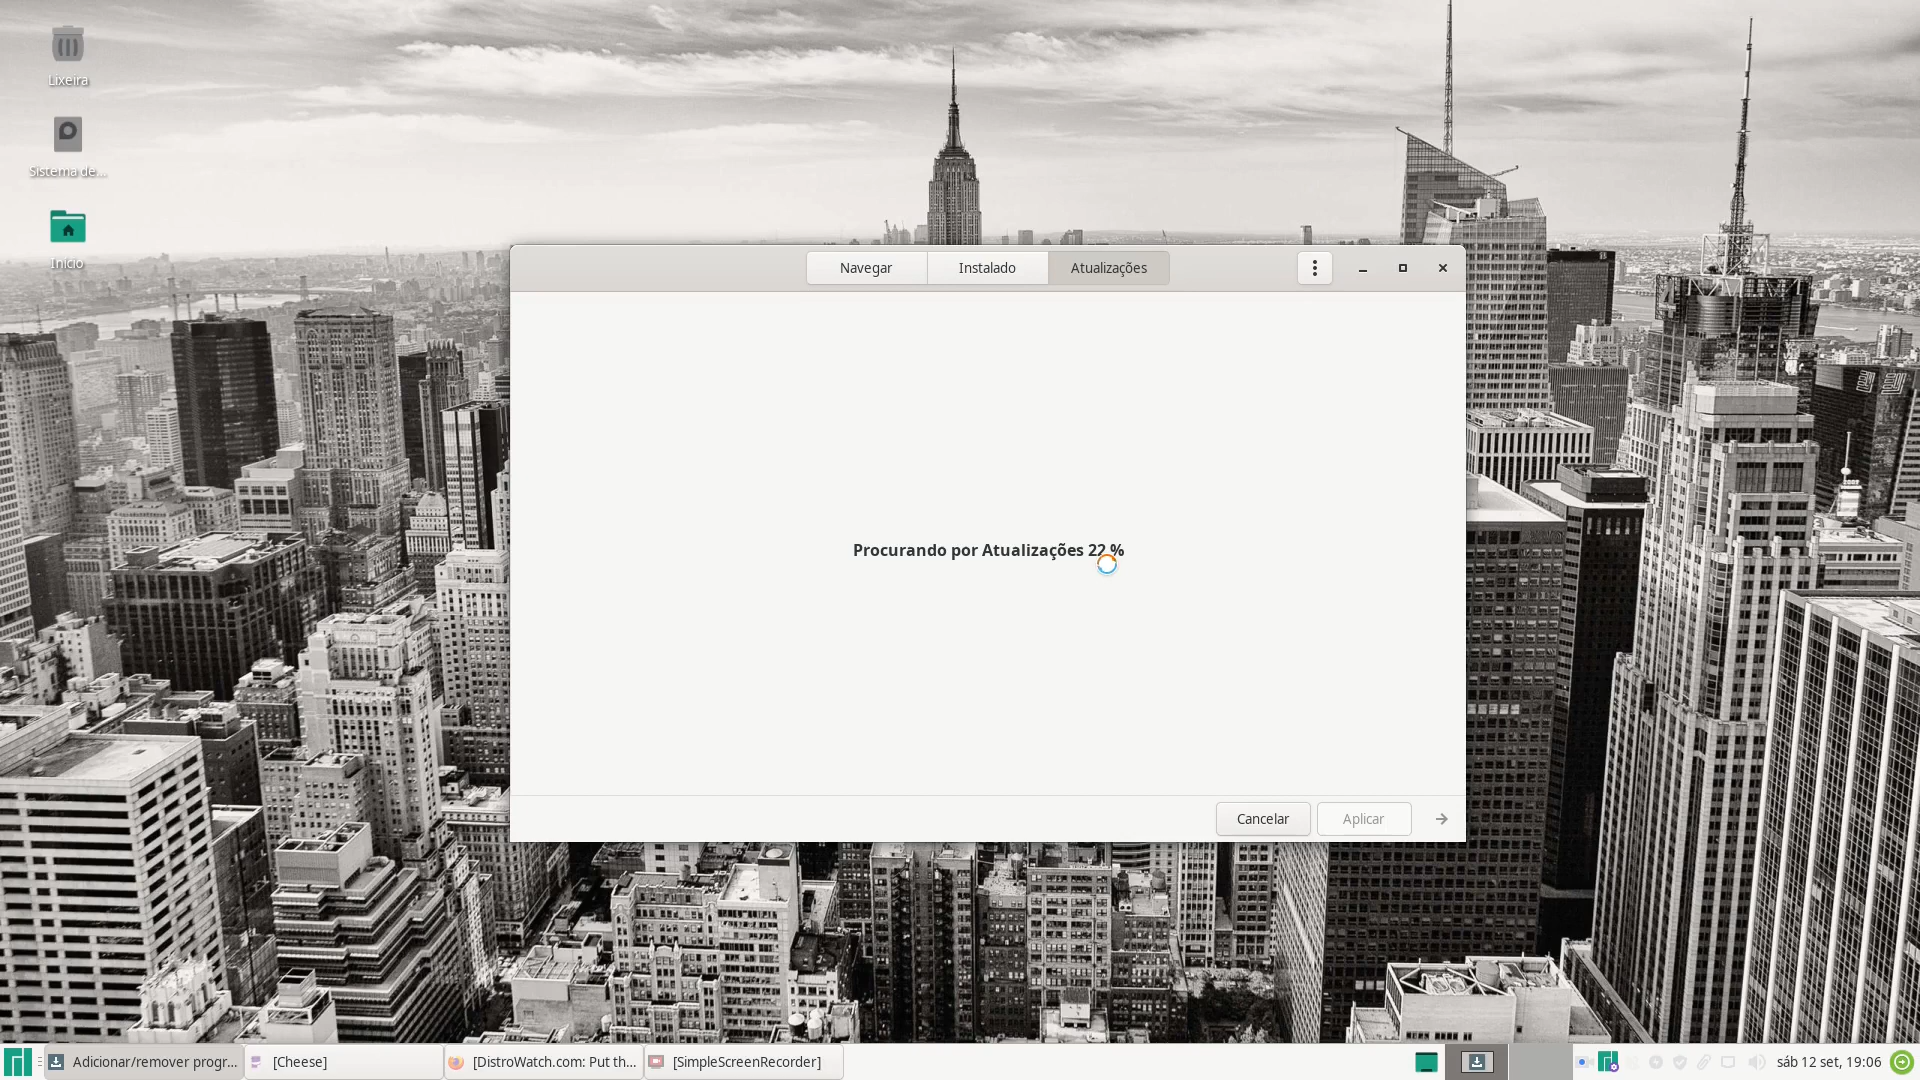 Lixeira
Sistema de...
Início
Navegar
Instalado
Atualizações
Procurando por Atualizações 22 %
Cancelar
Aplicar
Adicionar/remover progr...
[Cheese]
[DistroWatch.com: Put th...
[SimpleScreenRecorder]
sáb 12 set, 19:06